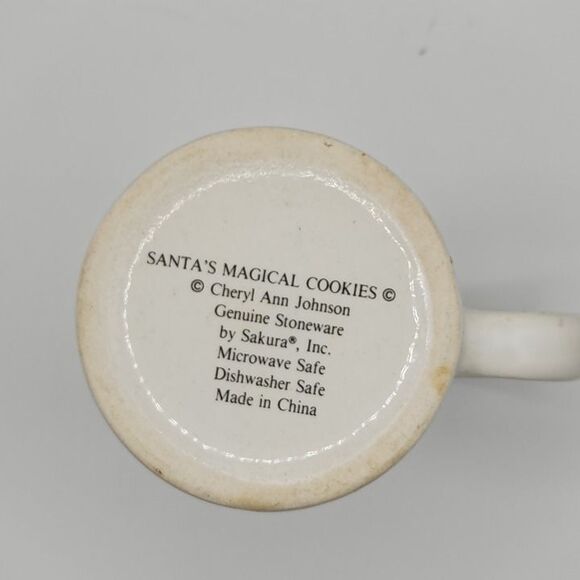 SANTA'S MAGICAL COOKIES ©
© Cheryl Ann Johnson
Genuine Stoneware
by Sakura®, Inc.
Microwave Safe
Dishwasher Safe
Made in China